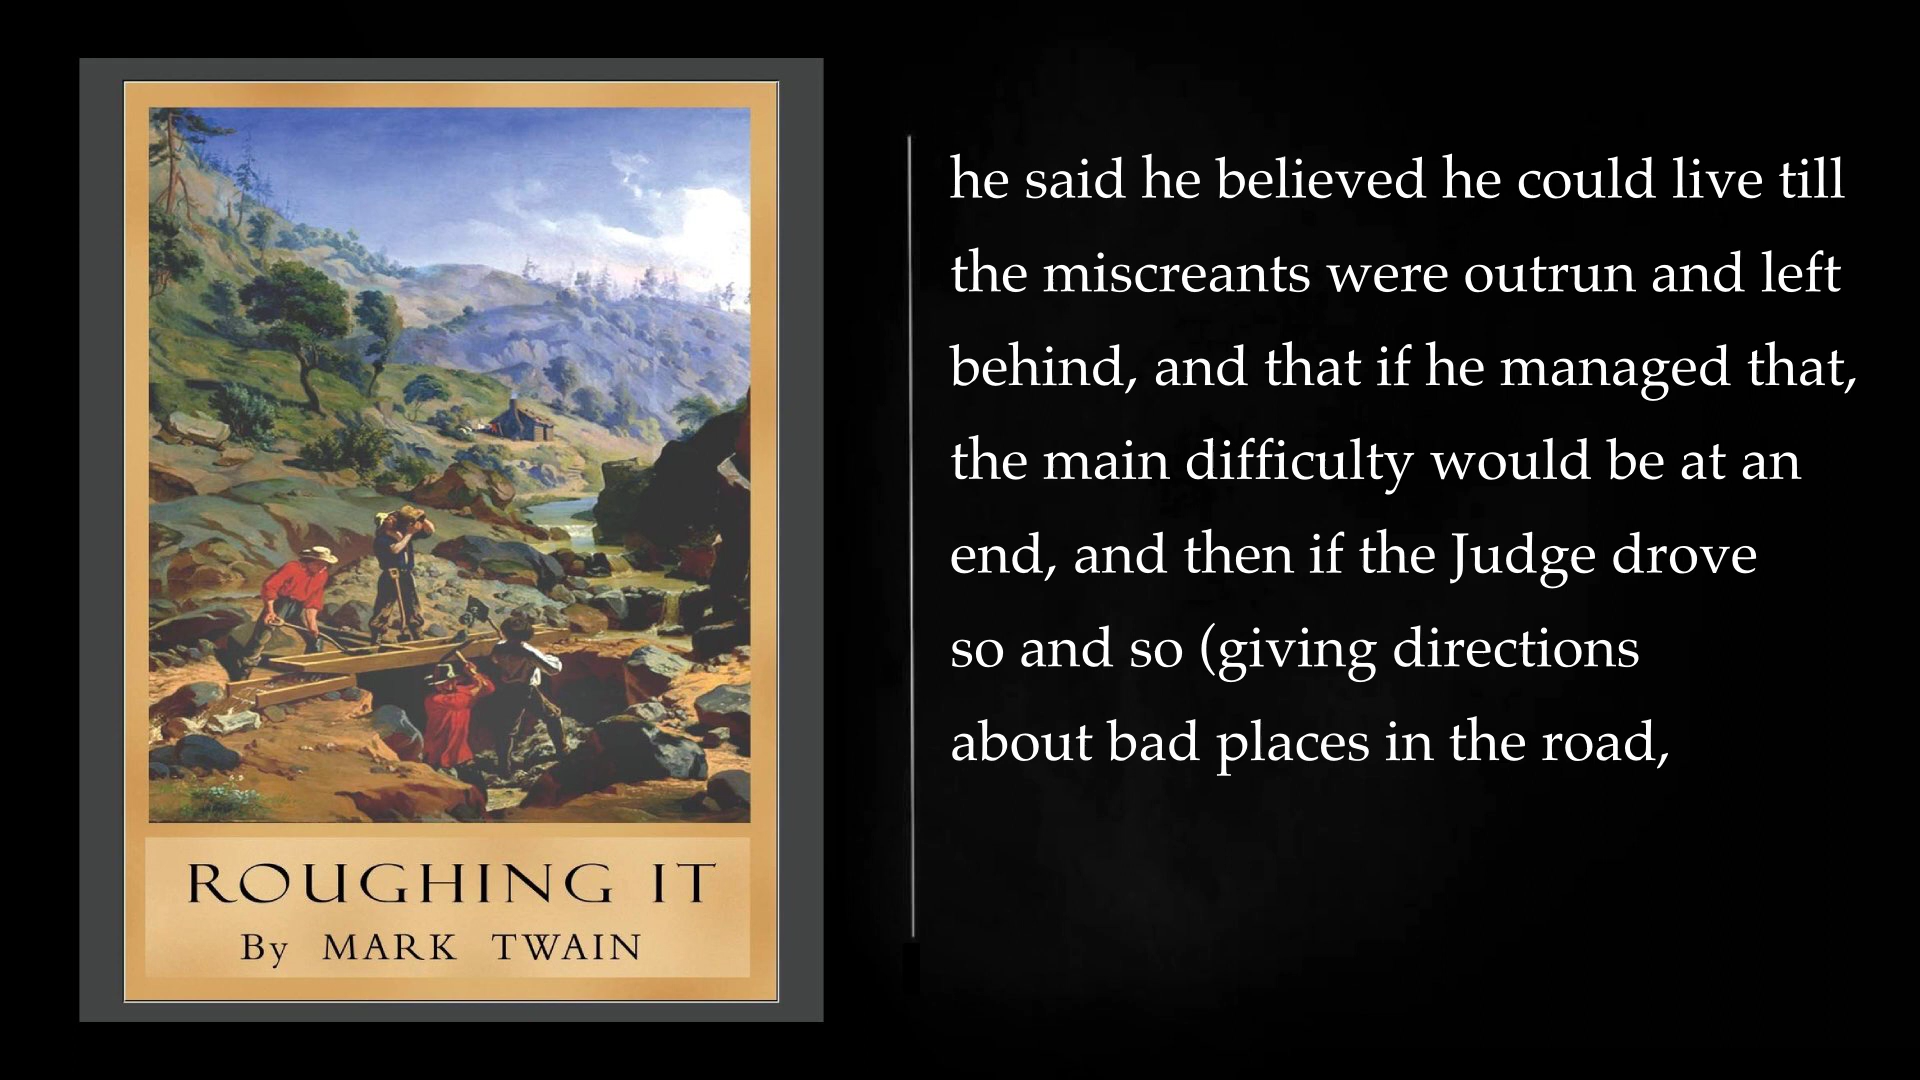 ROUGHING IT
By MARK TWAIN
he said he believed he could live till
the miscreants were outrun and left
behind, and that if he managed that,
the main difficulty would be at an
end, and then if the Judge drove
so and so (giving directions
about bad places in the road,